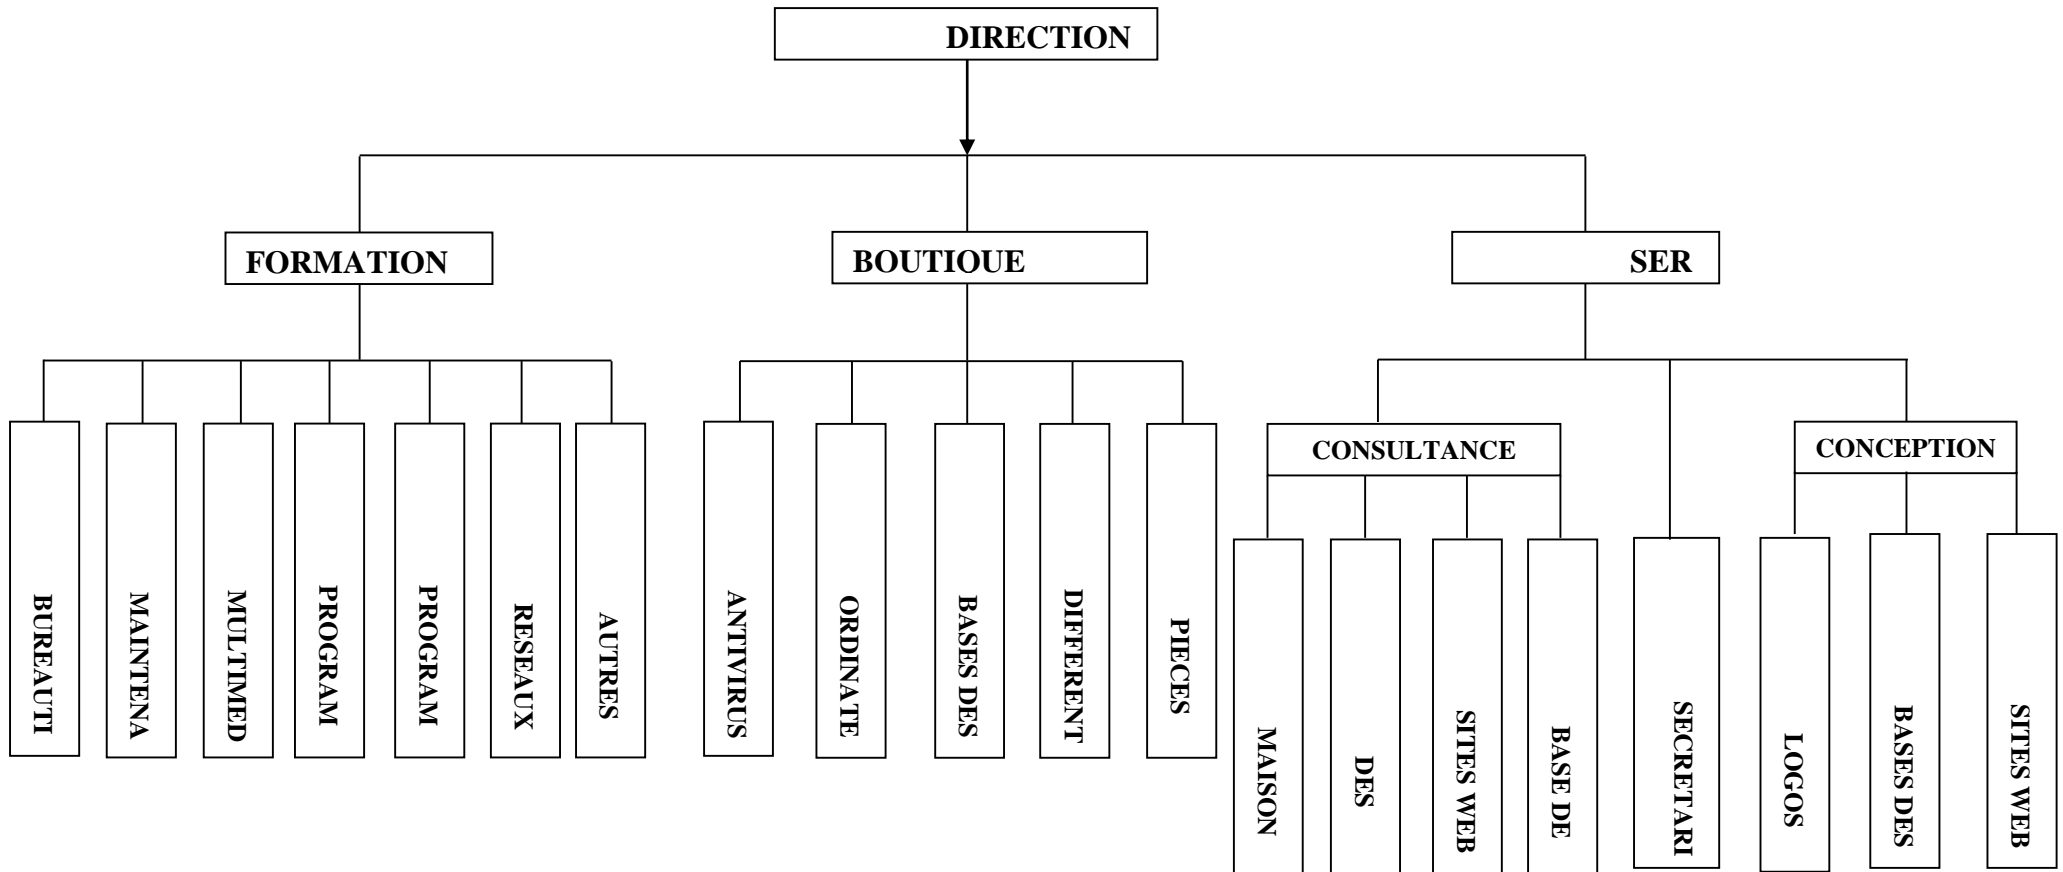 DIRECTION
FORMATION
BOUTIQUE
SER
CONSULTANCE
CONCEPTION
BUREAUTI
MAINTENA
MULTIMED
PROGRAM
PROGRAM
RESEAUX
AUTRES
ANTIVIRUS
ORDINATE
BASES DES
DIFFERENT
PIECES
MAISON
DES
SITES WEB
BASE DE
SECRETARI
LOGOS
BASES DES
SITES WEB